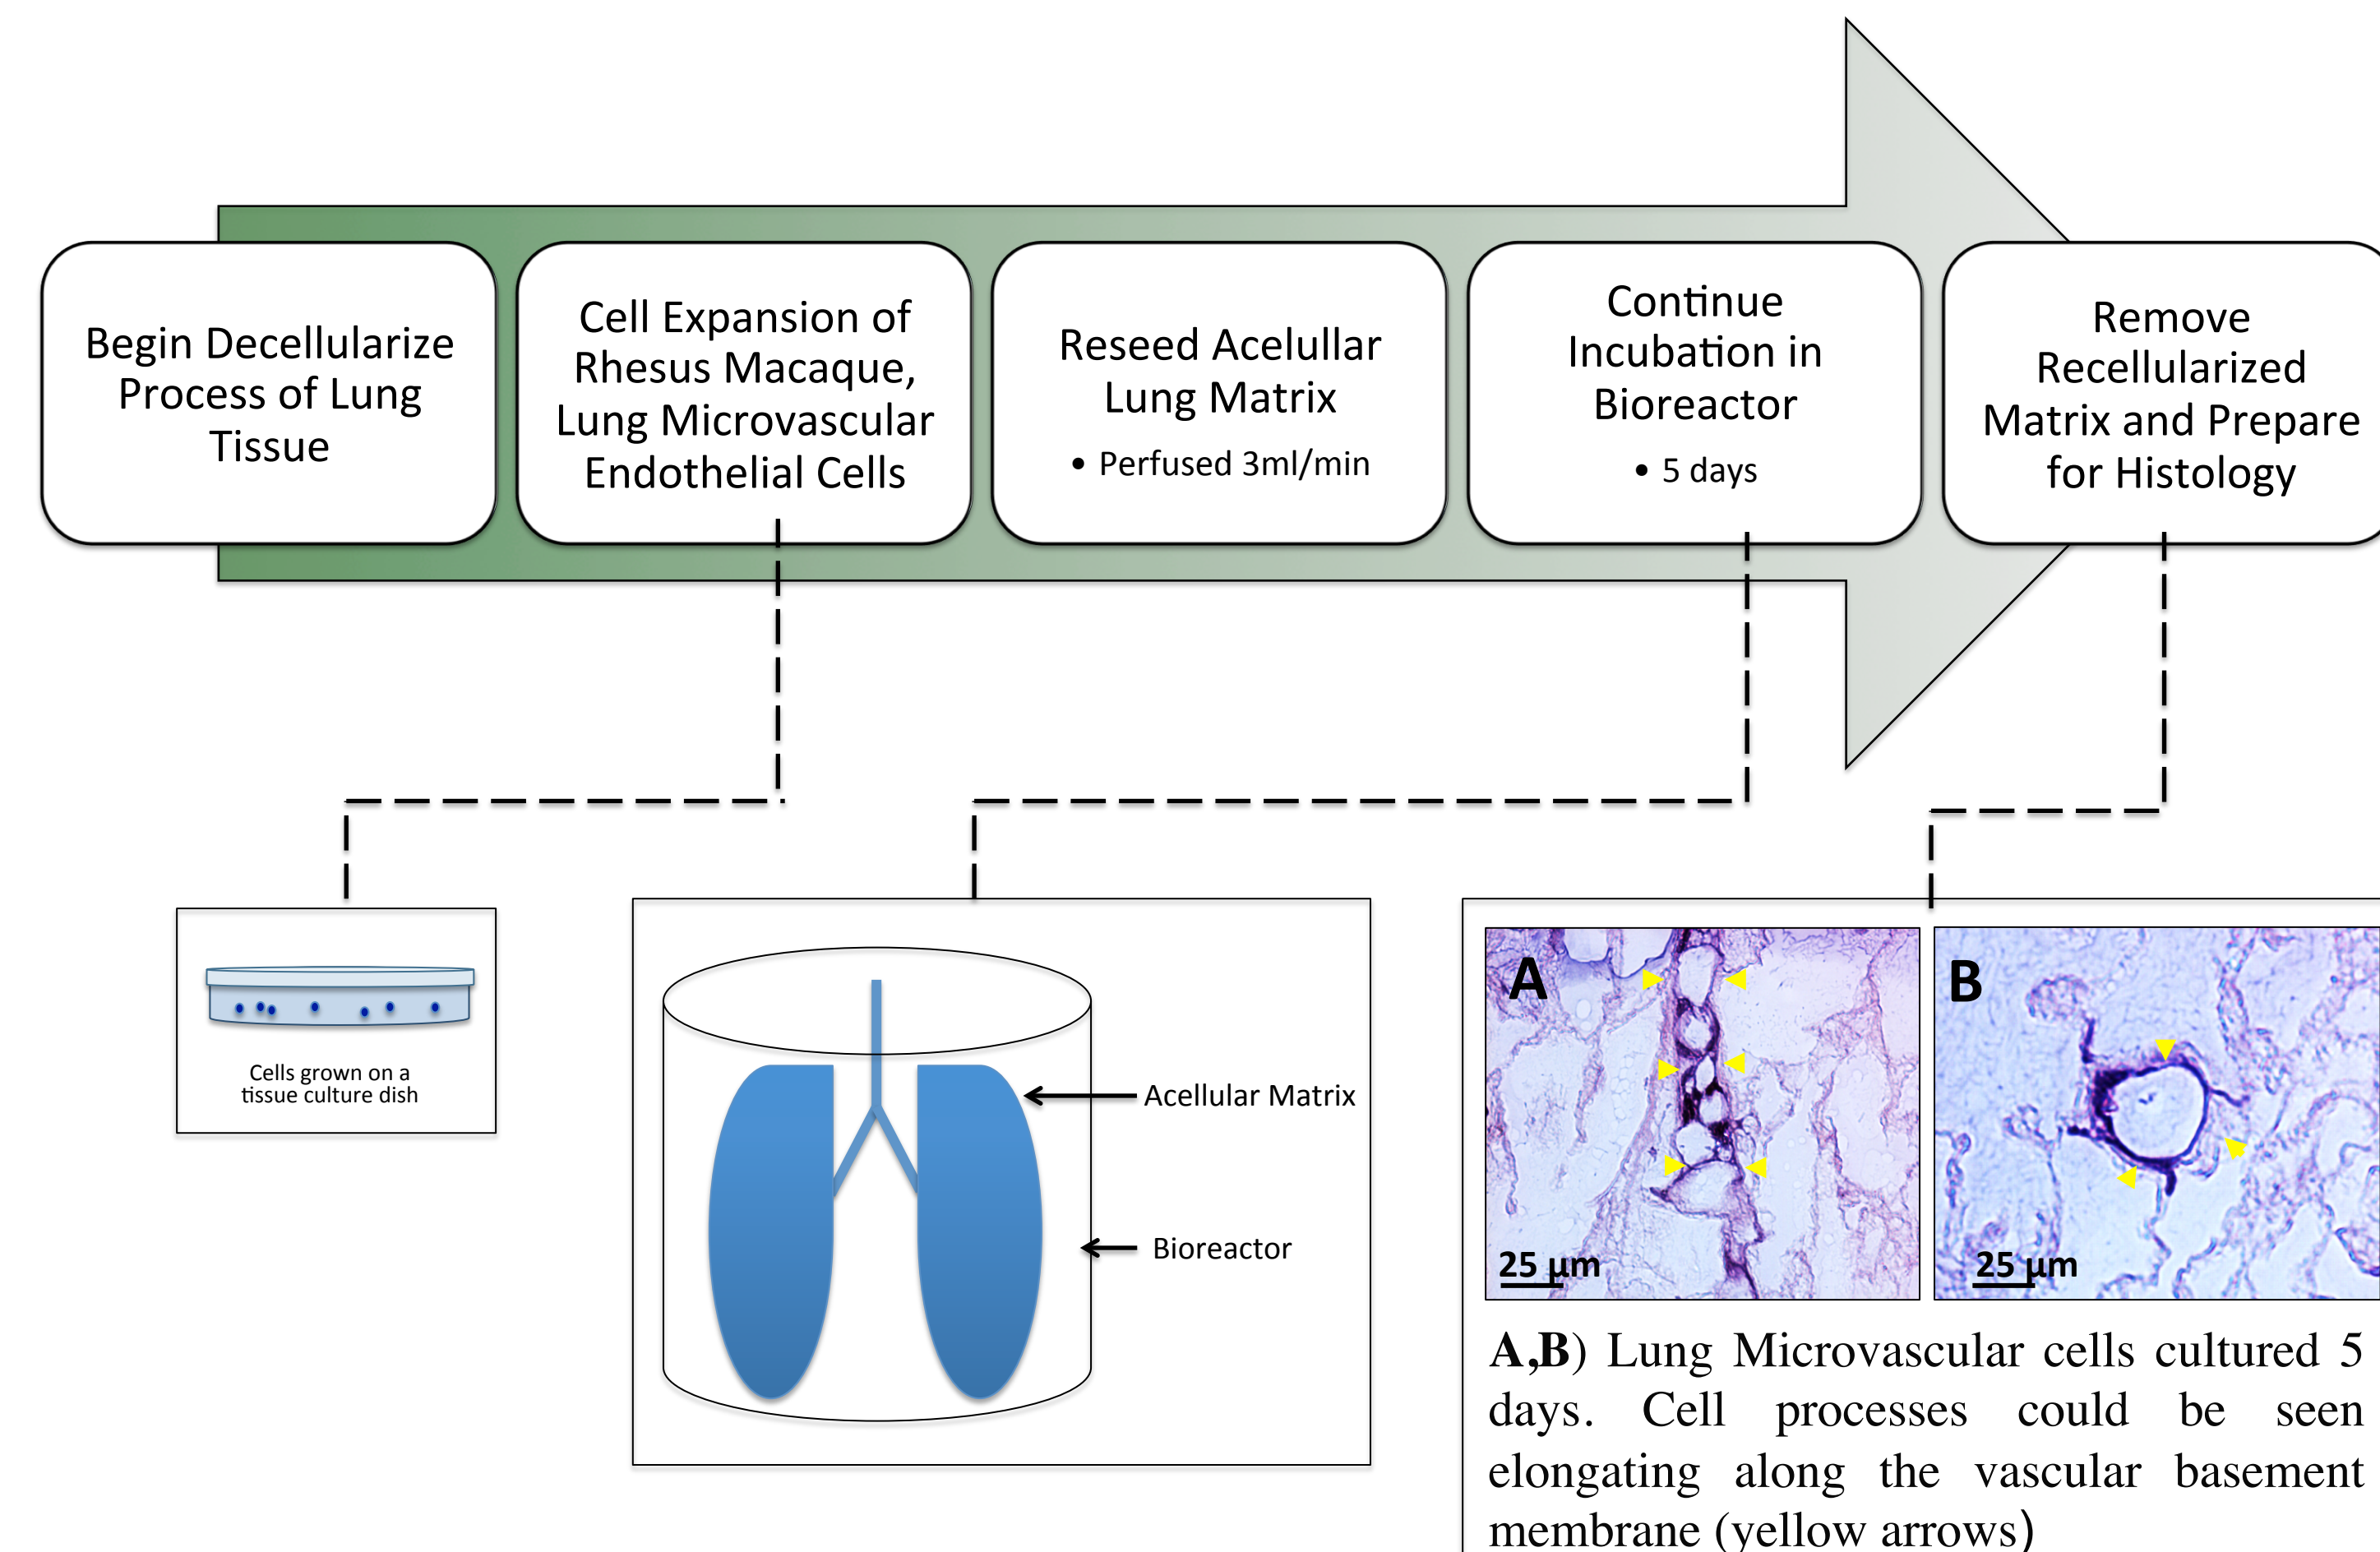 Begin Decellularize
Process of Lung
Tissue
Cell Expansion of
Rhesus Macaque,
Lung Microvascular
Endothelial Cells
Reseed Acelullar
Lung Matrix
• Perfused 3ml/min
Continue
Incubation in
Bioreactor
• 5 days
Remove
Recellularized
Matrix and Prepare
for Histology
Cells grown on a
tissue culture dish
Acellular Matrix
Bioreactor
A
25 µm
B
25 µm
A,B) Lung Microvascular cells cultured 5
days. Cell processes could be seen
elongating along the vascular basement
membrane (yellow arrows)